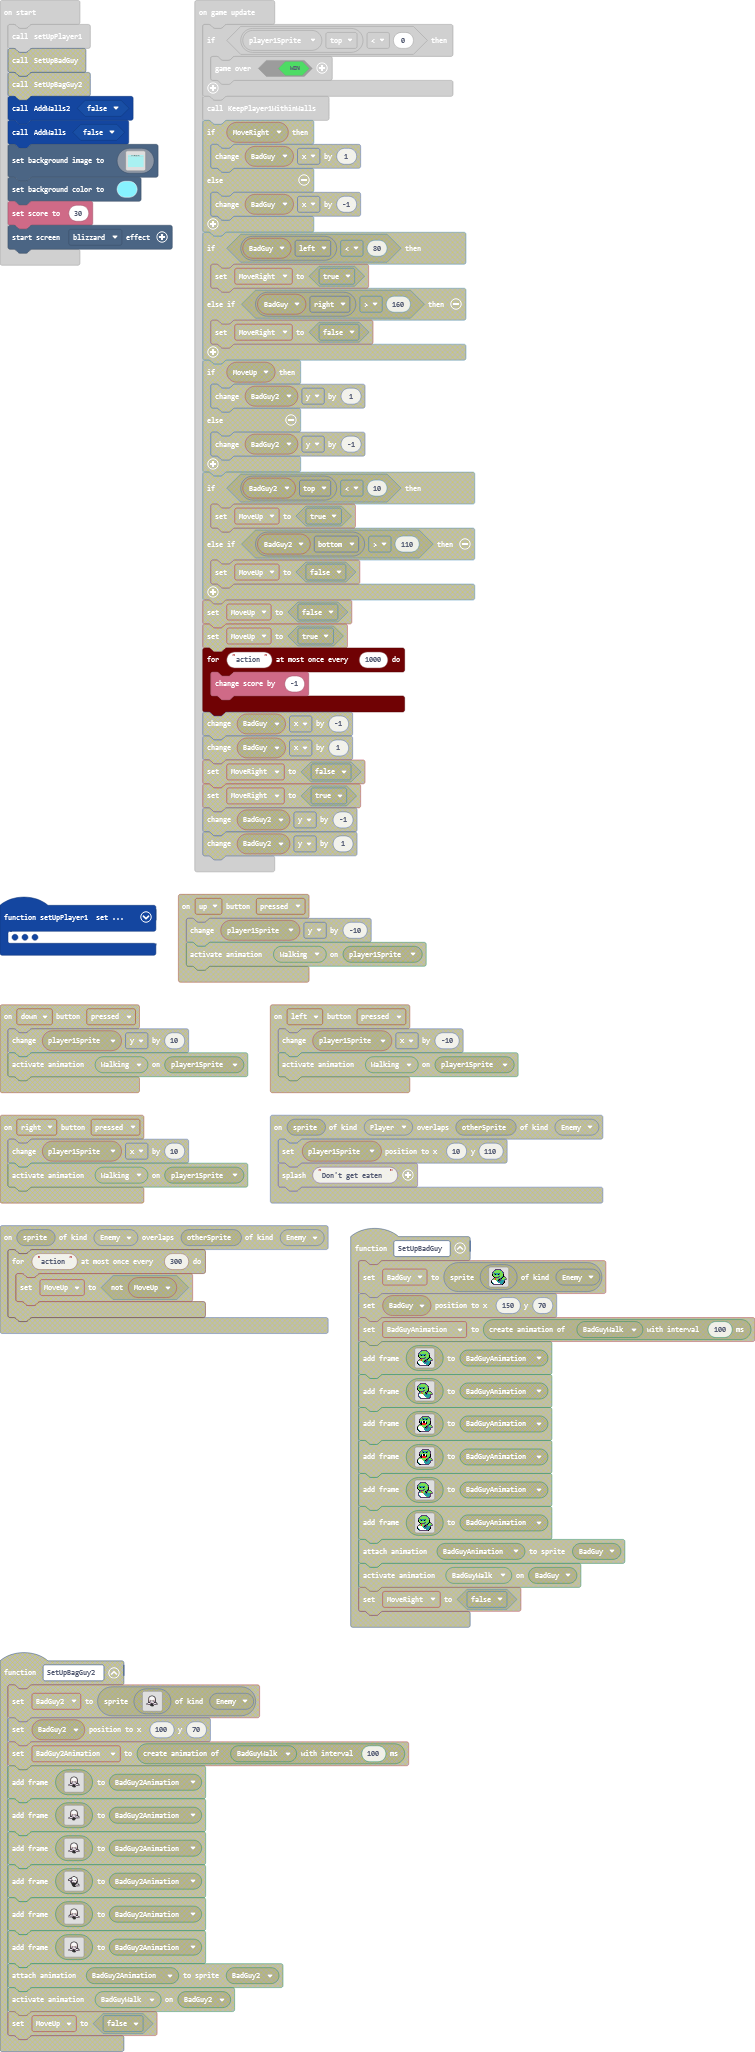 on start
call setUpPlayer1
call SetUpBadGuy
call SetUpBagGuy2
call AddWalls2 false
call AddWalls false
set background image to
set background color to
set score to 30
start screen blizzard effect
on game update
if player1Sprite top < 0 then
game over WIN
call KeepPlayer1WithinWalls
if MoveRight then
change BadGuy x by 1
else
change BadGuy x by -1
if BadGuy left < 80 then
set MoveRight to true
else if BadGuy right > 160 then
set MoveRight to false
if MoveUp then
change BadGuy2 y by 1
else
change BadGuy2 y by -1
if BadGuy2 top < 10 then
set MoveUp to true
else if BadGuy2 bottom > 110 then
set MoveUp to false
set MoveUp to false
set MoveUp to true
for "action" at most once every 1000 do
change score by -1
change BadGuy x by -1
change BadGuy x by 1
set MoveRight to false
set MoveRight to true
change BadGuy2 y by -1
change BadGuy2 y by 1
function setUpPlayer1 set ...
on up button pressed
change player1Sprite y by -10
activate animation Walking on player1Sprite
on down button pressed
change player1Sprite y by 10
activate animation Walking on player1Sprite
on left button pressed
change player1Sprite x by -10
activate animation Walking on player1Sprite
on right button pressed
change player1Sprite x by 10
activate animation Walking on player1Sprite
on sprite of kind Player overlaps otherSprite of kind Enemy
set player1Sprite position to x 10 y 110
splash "Don't get eaten"
on sprite of kind Enemy overlaps otherSprite of kind Enemy
for "action" at most once every 300 do
set MoveUp to not MoveUp
function SetUpBadGuy
set BadGuy to sprite of kind Enemy
set BadGuy position to x 150 y 70
set BadGuyAnimation to create animation of BadGuyWalk with interval 100 ms
add frame to BadGuyAnimation
add frame to BadGuyAnimation
add frame to BadGuyAnimation
add frame to BadGuyAnimation
add frame to BadGuyAnimation
add frame to BadGuyAnimation
attach animation BadGuyAnimation to sprite BadGuy
activate animation BadGuyWalk on BadGuy
set MoveRight to false
function SetUpBagGuy2
set BadGuy2 to sprite of kind Enemy
set BadGuy2 position to x 100 y 70
set BadGuy2Animation to create animation of BadGuyWalk with interval 100 ms
add frame to BadGuy2Animation
add frame to BadGuy2Animation
add frame to BadGuy2Animation
add frame to BadGuy2Animation
add frame to BadGuy2Animation
add frame to BadGuy2Animation
attach animation BadGuy2Animation to sprite BadGuy2
activate animation BadGuyWalk on BadGuy2
set MoveUp to false